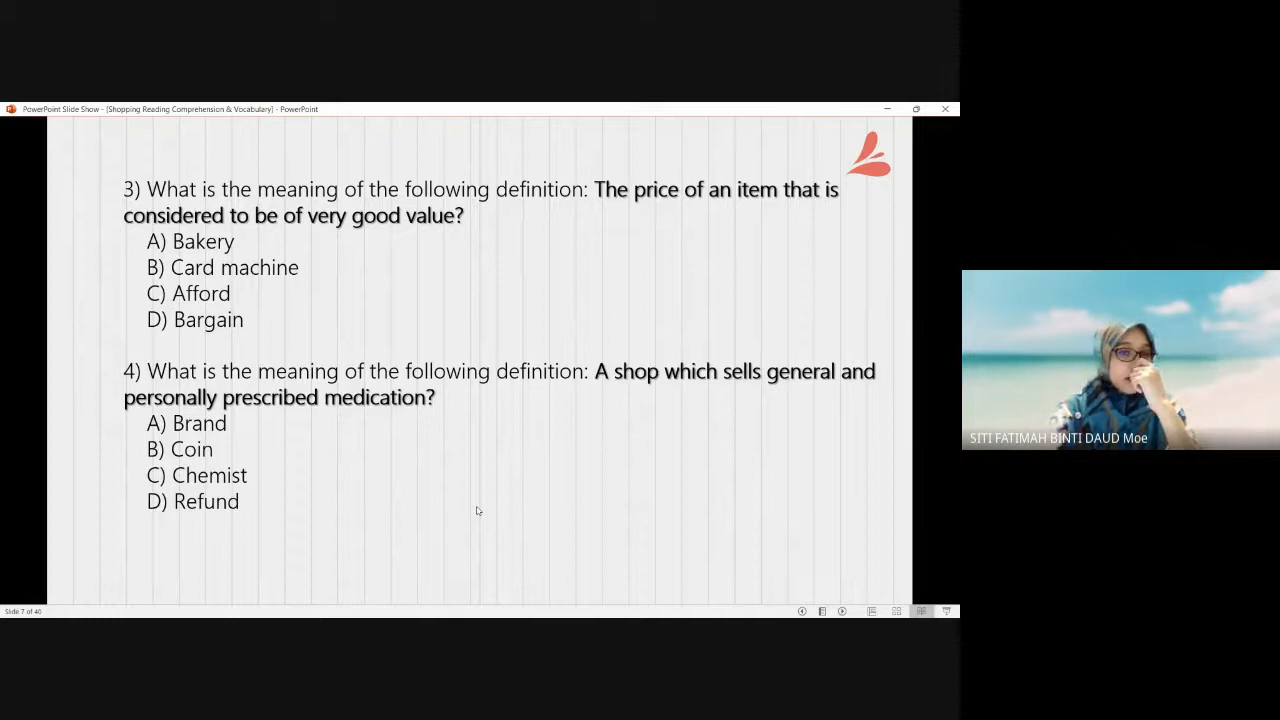 PowerPoint Slide Show - [Shopping Reading Comprehension & Vocabulary] - PowerPoint
3) What is the meaning of the following definition: The price of an item that is
considered to be of very good value?
A) Bakery
B) Card machine
C) Afford
D) Bargain
4) What is the meaning of the following definition: A shop which sells general and
personally prescribed medication?
A) Brand
B) Coin
C) Chemist
D) Refund
SITI FATIMAH BINTI DAUD Moe
Slide 7 of 40